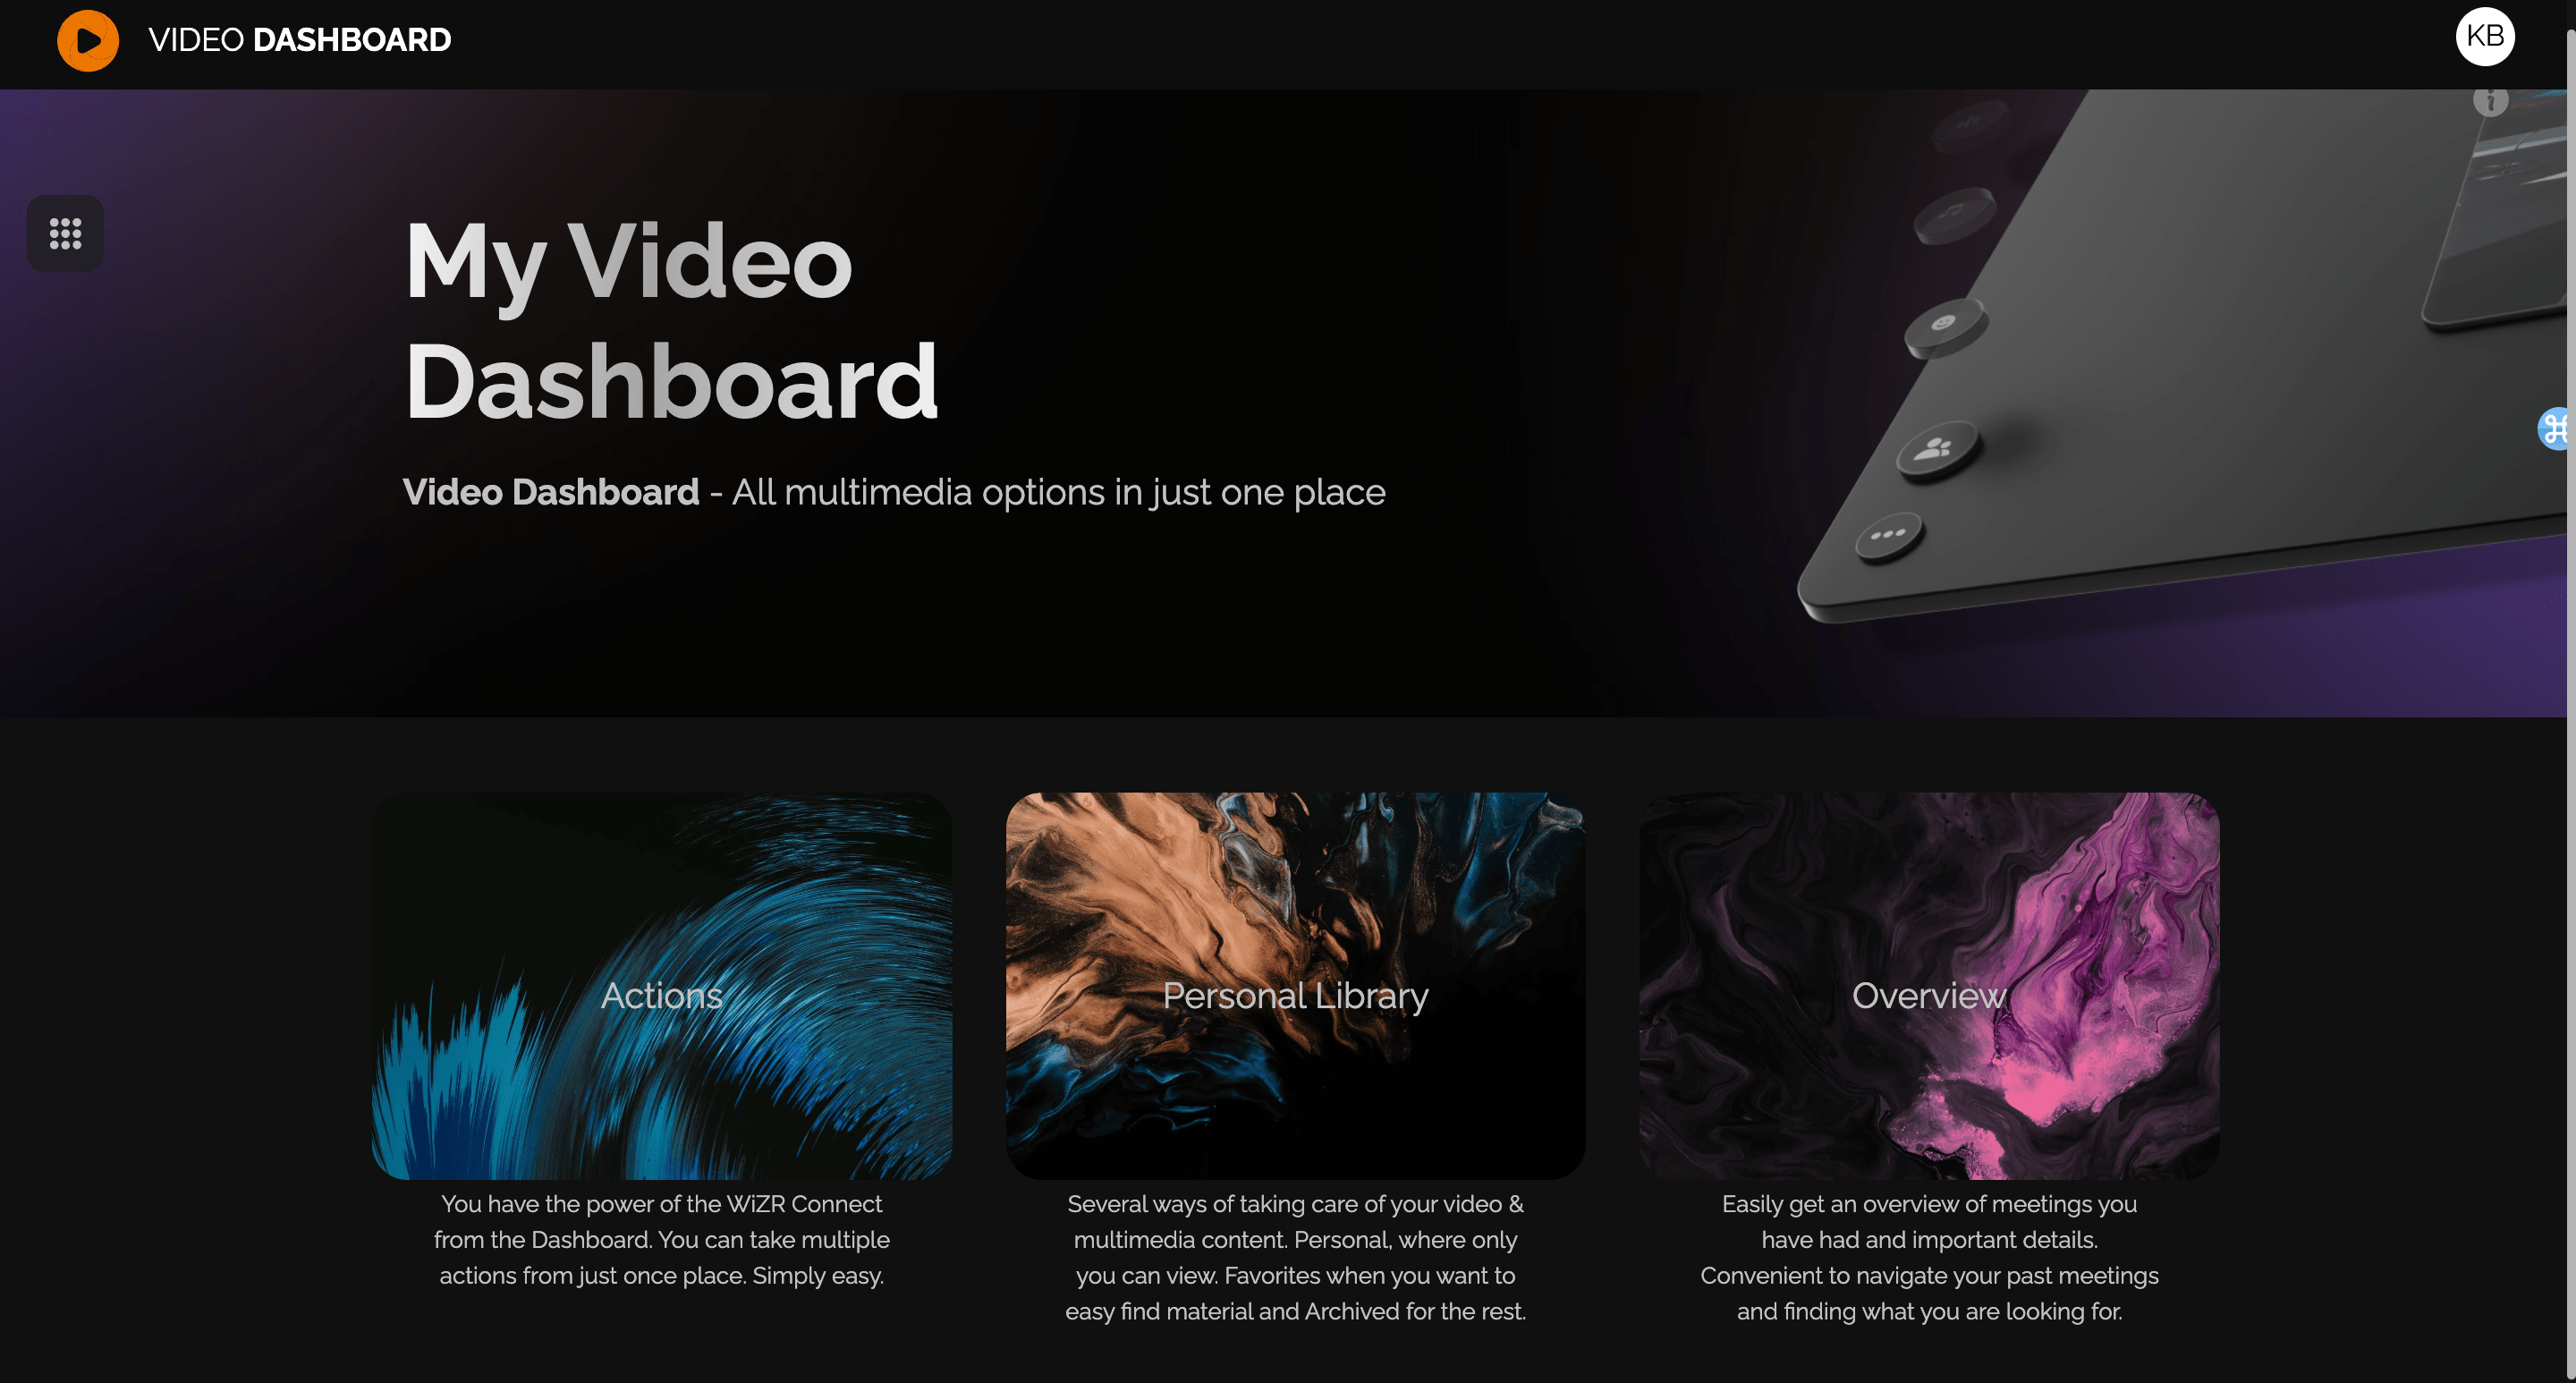 VIDEO DASHBOARD
KB
My Video
Dashboard
Video Dashboard - All multimedia options in just one place
Actions
Personal Library
Overview
You have the power of the WiZR Connect
from the Dashboard. You can take multiple
actions from just once place. Simply easy.
Several ways of taking care of your video &
multimedia content. Personal, where only
you can view. Favorites when you want to
easy find material and Archived for the rest.
Easily get an overview of meetings you
have had and important details.
Convenient to navigate your past meetings
and finding what you are looking for.